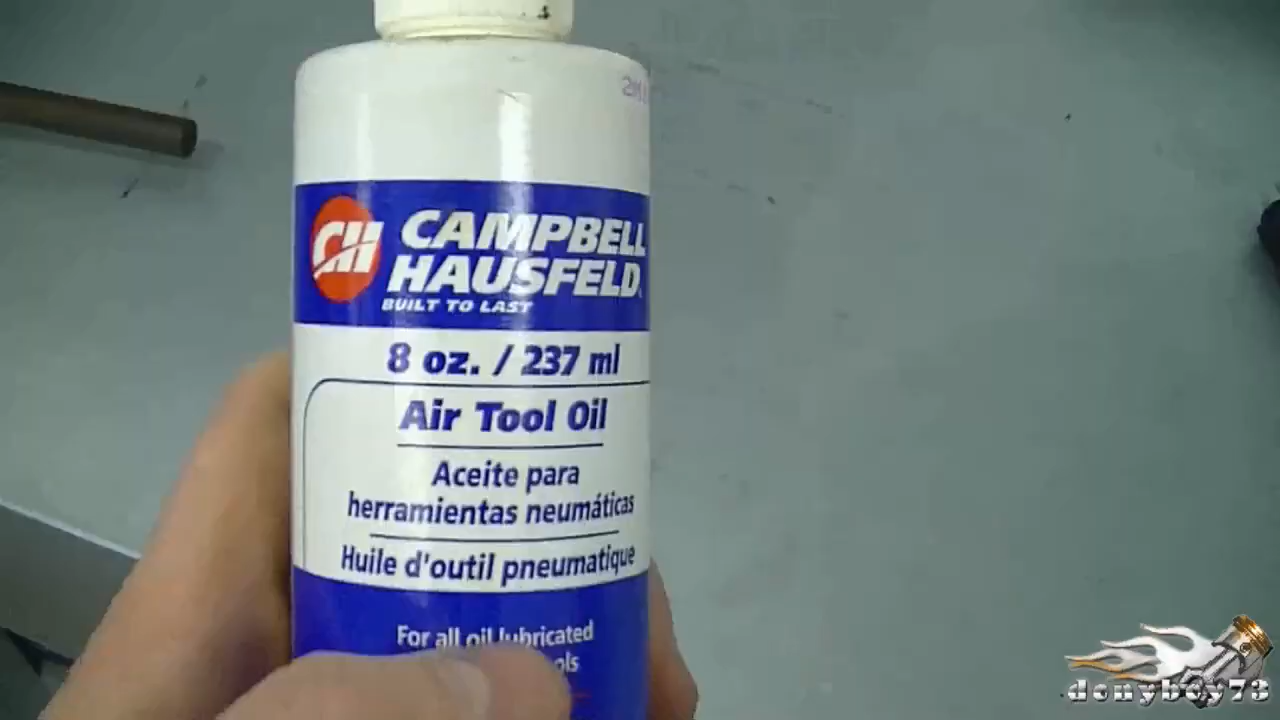 CH CAMPBELL
HAUSFELD
BUILT TO LAST
8 oz. / 237 ml
Air Tool Oil
Aceite para
herramientas neumáticas
Huile d'outil pneumatique
For all oil lubricated
donyboy73